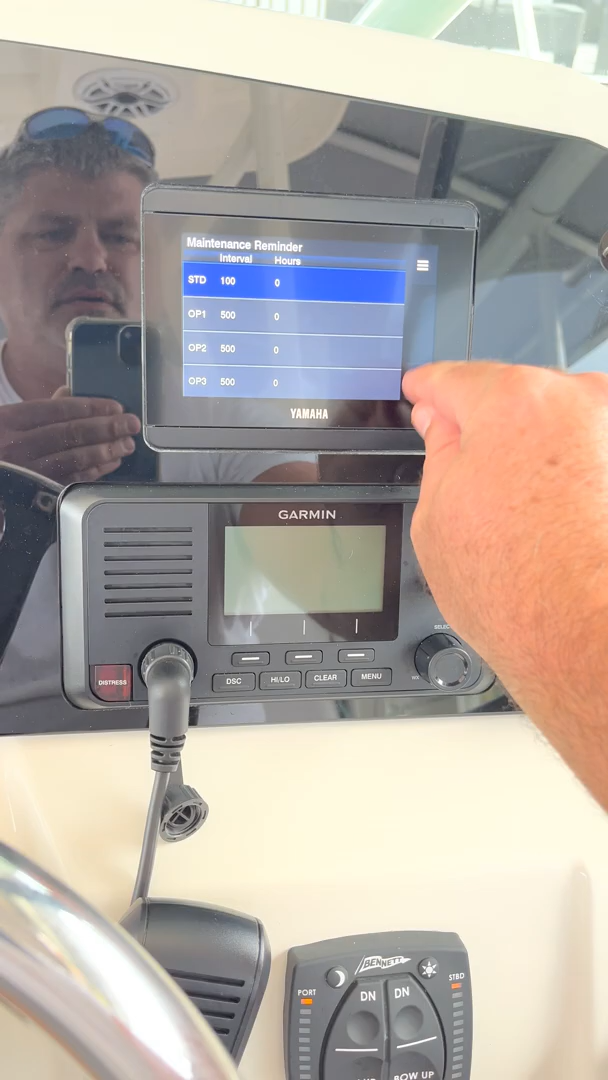 Maintenance Reminder
Interval Hours
STD 100 0
OP1 500 0
OP2 500 0
OP3 500 0
YAMAHA
GARMIN
SELECT
DISTRESS
DSC HI/LO CLEAR MENU
BENNETT
PORT STBD
DN DN
BOW UP